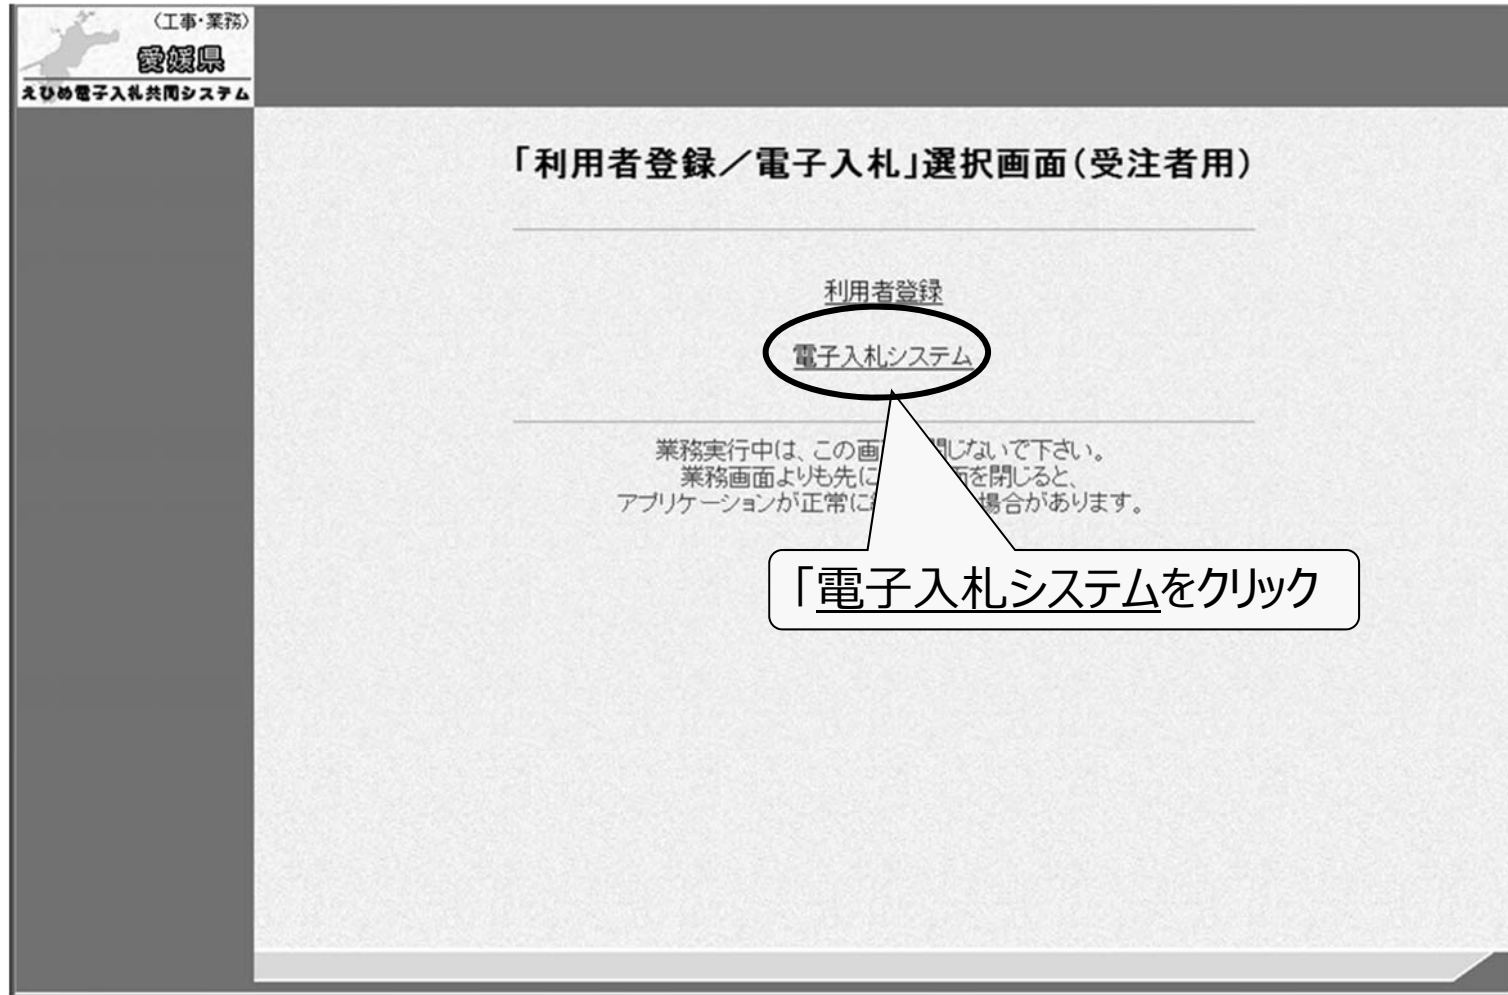 〈工事・業務〉
愛媛県
えひめ電子入札共同システム
「利用者登録／電子入札」選択画面(受注者用)
利用者登録
電子入札システム
業務実行中は、この画 閉じないで下さい。
業務画面よりも先に 面を閉じると、
アプリケーションが正常に 場合があります。
「電子入札システムをクリック